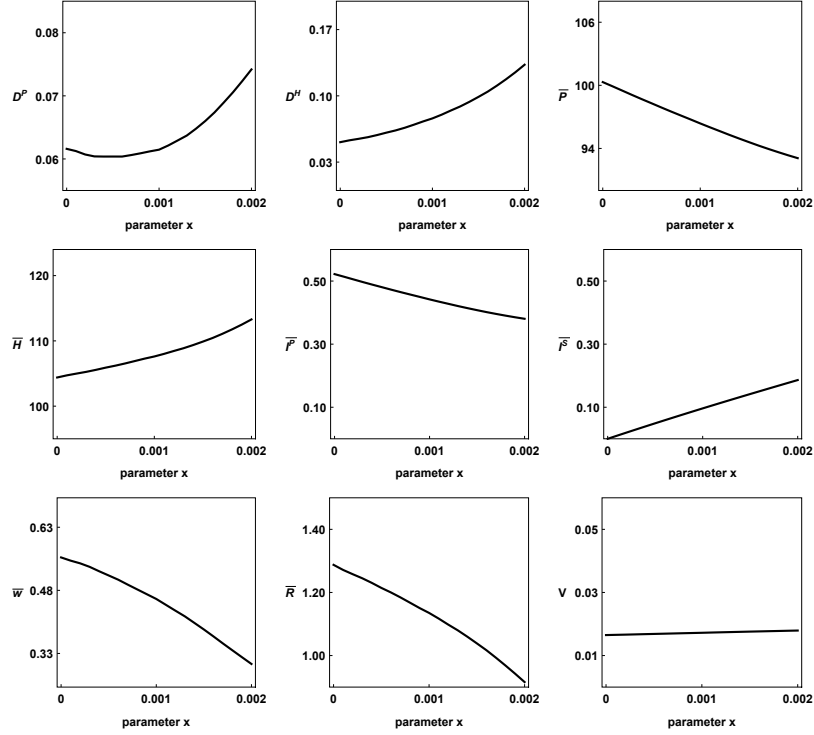 0.08
0.07
0.06
D^P
0 0.001 0.002
parameter x
0.17
0.10
0.03
D^H
0 0.001 0.002
parameter x
106
100
94
P̅
0 0.001 0.002
parameter x
120
110
100
H̅
0 0.001 0.002
parameter x
0.50
0.30
0.10
I̅^P̅
0 0.001 0.002
parameter x
0.50
0.30
0.10
I̅^S̅
0 0.001 0.002
parameter x
0.63
0.48
0.33
w̅
0 0.001 0.002
parameter x
1.40
1.20
1.00
R̅
0 0.001 0.002
parameter x
0.05
0.03
0.01
V
0 0.001 0.002
parameter x